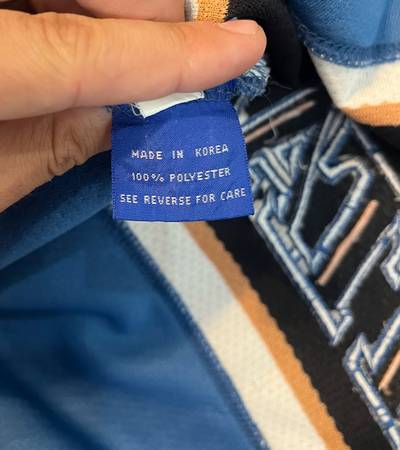 MADE IN KOREA
100% POLYESTER
SEE REVERSE FOR CARE